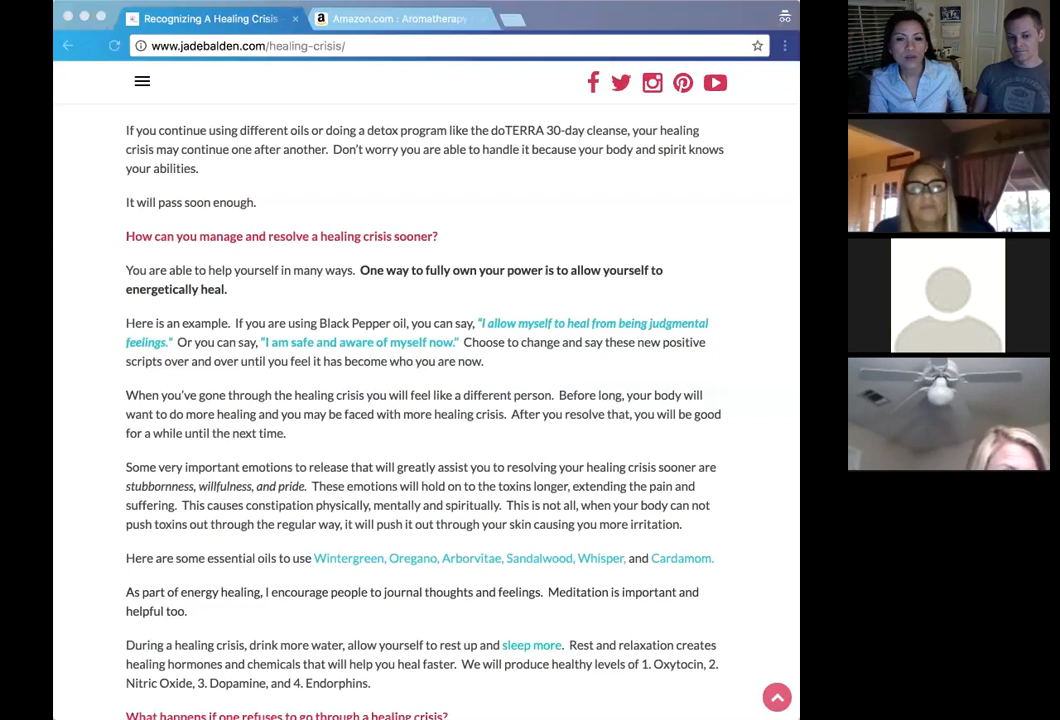 Recognizing A Healing Crisis
Amazon.com : Aromatherapy
www.jadebalden.com/healing-crisis/
If you continue using different oils or doing a detox program like the doTERRA 30-day cleanse, your healing
crisis may continue one after another. Don't worry you are able to handle it because your body and spirit knows
your abilities.
It will pass soon enough.
How can you manage and resolve a healing crisis sooner?
You are able to help yourself in many ways. One way to fully own your power is to allow yourself to
energetically heal.
Here is an example. If you are using Black Pepper oil, you can say, "I allow myself to heal from being judgmental
feelings." Or you can say, "I am safe and aware of myself now." Choose to change and say these new positive
scripts over and over until you feel it has become who you are now.
When you've gone through the healing crisis you will feel like a different person. Before long, your body will
want to do more healing and you may be faced with more healing crisis. After you resolve that, you will be good
for a while until the next time.
Some very important emotions to release that will greatly assist you to resolving your healing crisis sooner are
stubbornness, willfulness, and pride. These emotions will hold on to the toxins longer, extending the pain and
suffering. This causes constipation physically, mentally and spiritually. This is not all, when your body can not
push toxins out through the regular way, it will push it out through your skin causing you more irritation.
Here are some essential oils to use Wintergreen, Oregano, Arborvitae, Sandalwood, Whisper, and Cardamom.
As part of energy healing, I encourage people to journal thoughts and feelings. Meditation is important and
helpful too.
During a healing crisis, drink more water, allow yourself to rest up and sleep more. Rest and relaxation creates
healing hormones and chemicals that will help you heal faster. We will produce healthy levels of 1. Oxytocin, 2.
Nitric Oxide, 3. Dopamine, and 4. Endorphins.
What happens if one refuses to go through a healing crisis?